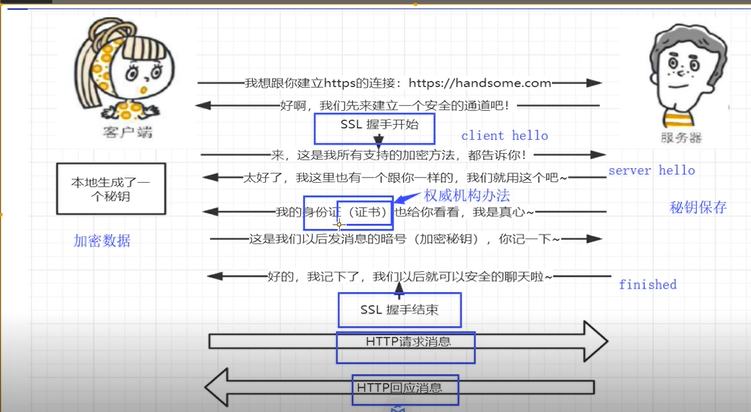 我想跟你建立https的连接：https://handsome.com
好啊，我们先来建立一个安全的通道吧！
客户端
服务器
SSL 握手开始
client hello
来，这是我所有支持的加密方法，都告诉你！
server hello
太好了，我这里也有一个跟你一样的，我们就用这个吧~
本地生成了一
个秘钥
权威机构办法
我的身份证（证书）也给你看看，我是真心~
秘钥保存
加密数据
这是我们以后发消息的暗号（加密秘钥），你记一下~
好的，我记下了，我们以后就可以安全的聊天啦~
finished
SSL 握手结束
HTTP请求消息
HTTP回应消息